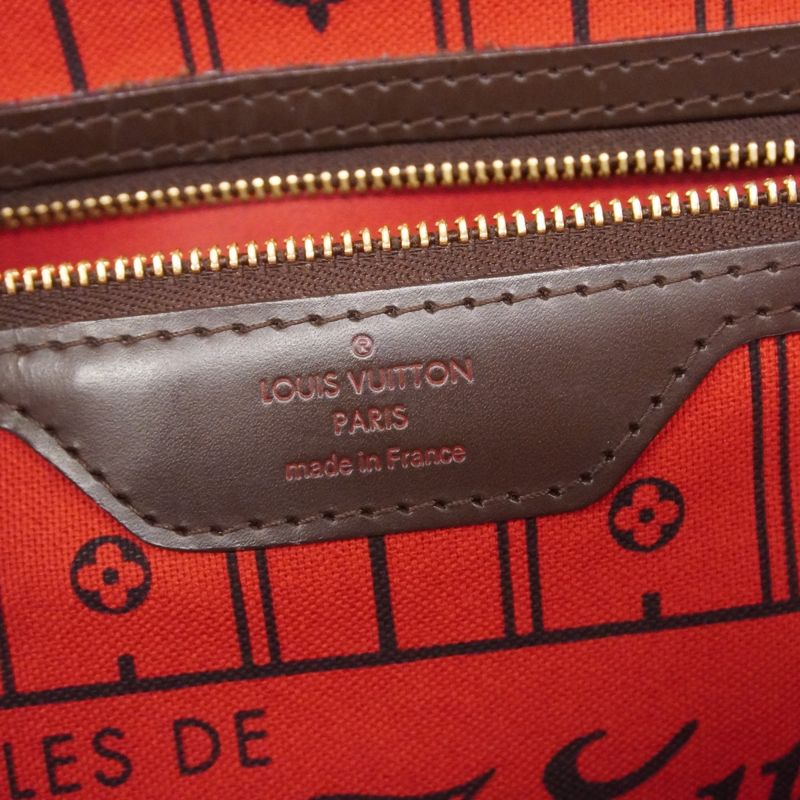 ®
LOUIS VUITTON
PARIS
made in France
LES DE